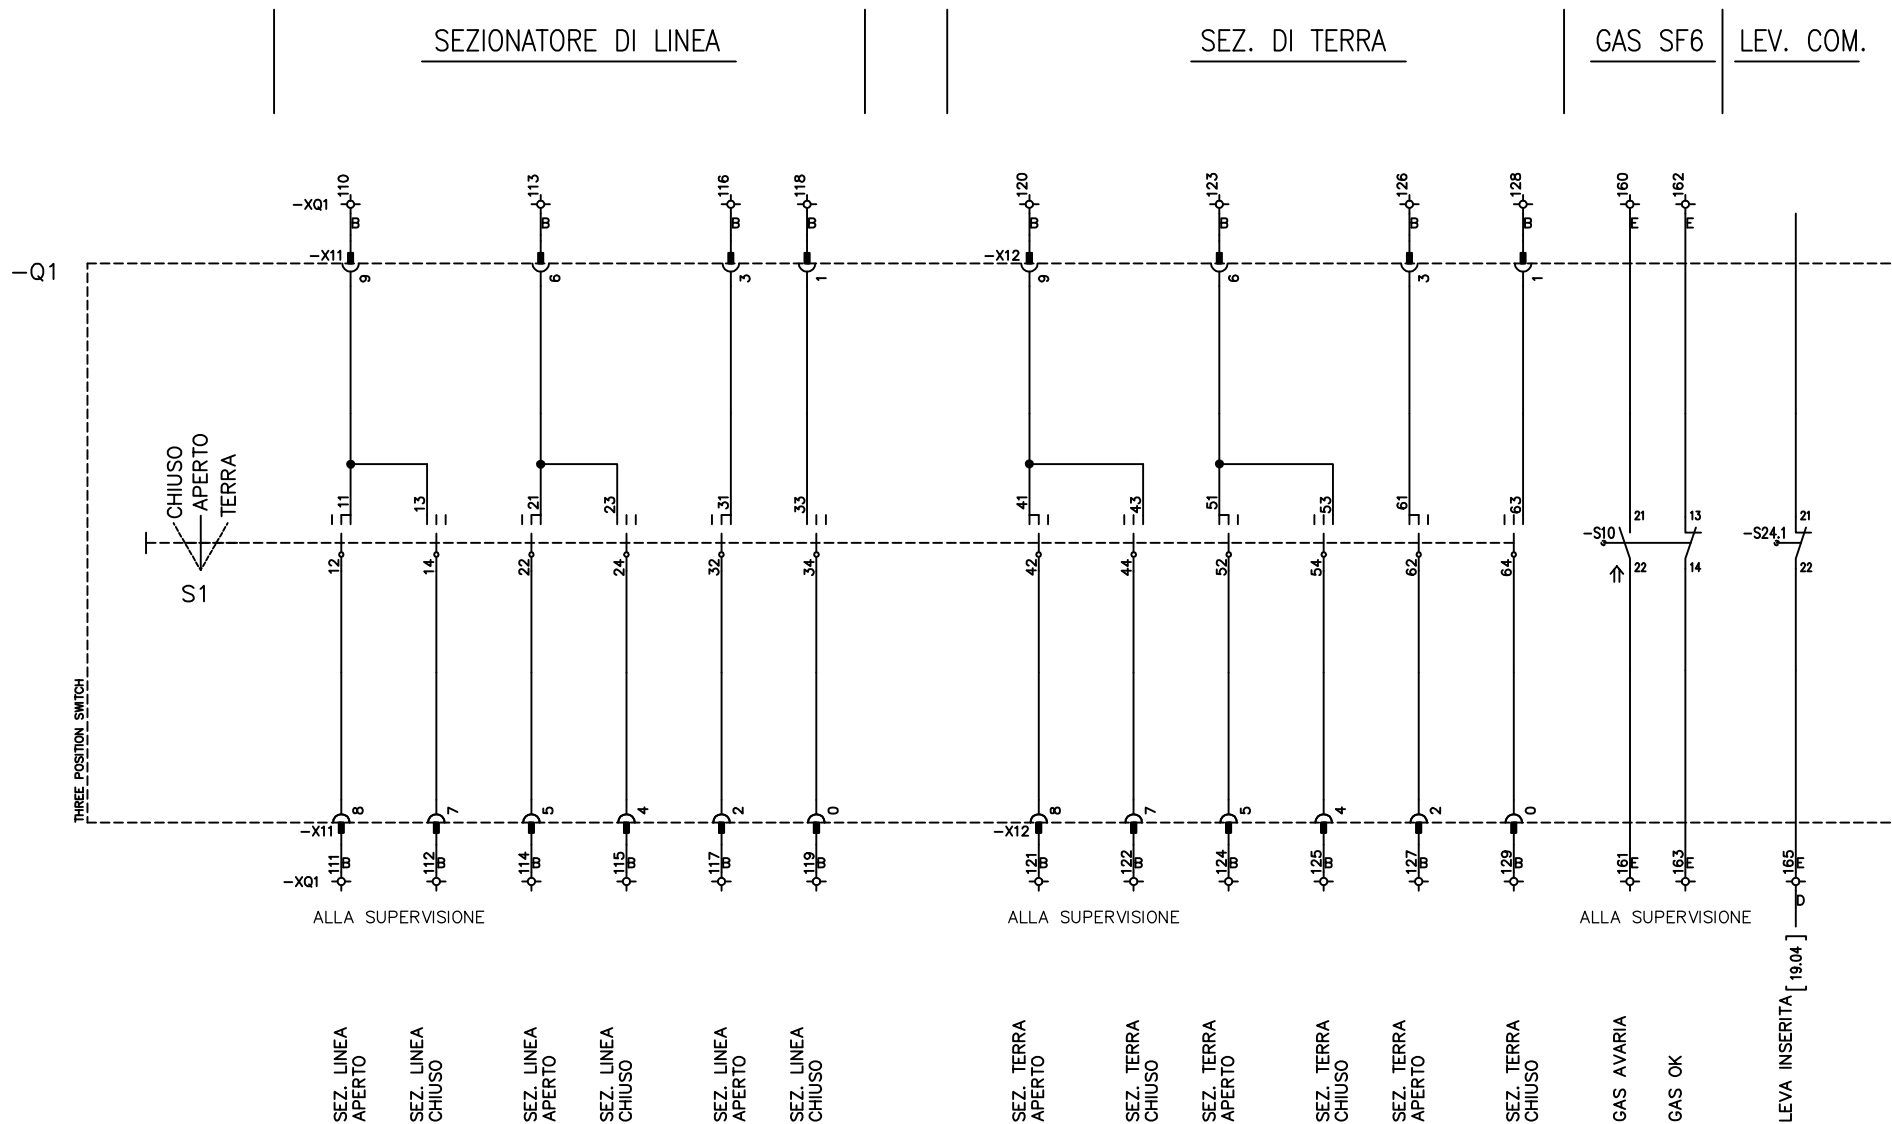 SEZIONATORE DI LINEA
SEZ. DI TERRA
GAS SF6
LEV. COM.
110
113
116
118
120
123
126
128
160
162
-XQ1
B
B
B
B
B
B
B
B
E
E
-Q1
-X11
-X12
9
6
3
1
9
6
3
1
CHIUSO
APERTO
TERRA
11
13
21
23
31
33
41
43
51
53
61
63
21
13
21
-S10
-S24.1
12
14
22
24
32
34
42
44
52
54
62
64
22
14
22
S1
THREE POSITION SWITCH
8
7
5
4
2
0
8
7
5
4
2
0
-X11
-X12
111
B
112
B
114
B
115
B
117
B
119
B
121
B
122
B
124
B
125
B
127
B
129
B
161
E
163
E
165
E
-XQ1
D
ALLA SUPERVISIONE
ALLA SUPERVISIONE
ALLA SUPERVISIONE
[19.04]
SEZ. LINEA
APERTO
SEZ. LINEA
CHIUSO
SEZ. LINEA
APERTO
SEZ. LINEA
CHIUSO
SEZ. LINEA
APERTO
SEZ. LINEA
CHIUSO
SEZ. TERRA
APERTO
SEZ. TERRA
CHIUSO
SEZ. TERRA
APERTO
SEZ. TERRA
CHIUSO
SEZ. TERRA
APERTO
SEZ. TERRA
CHIUSO
GAS AVARIA
GAS OK
LEVA INSERITA